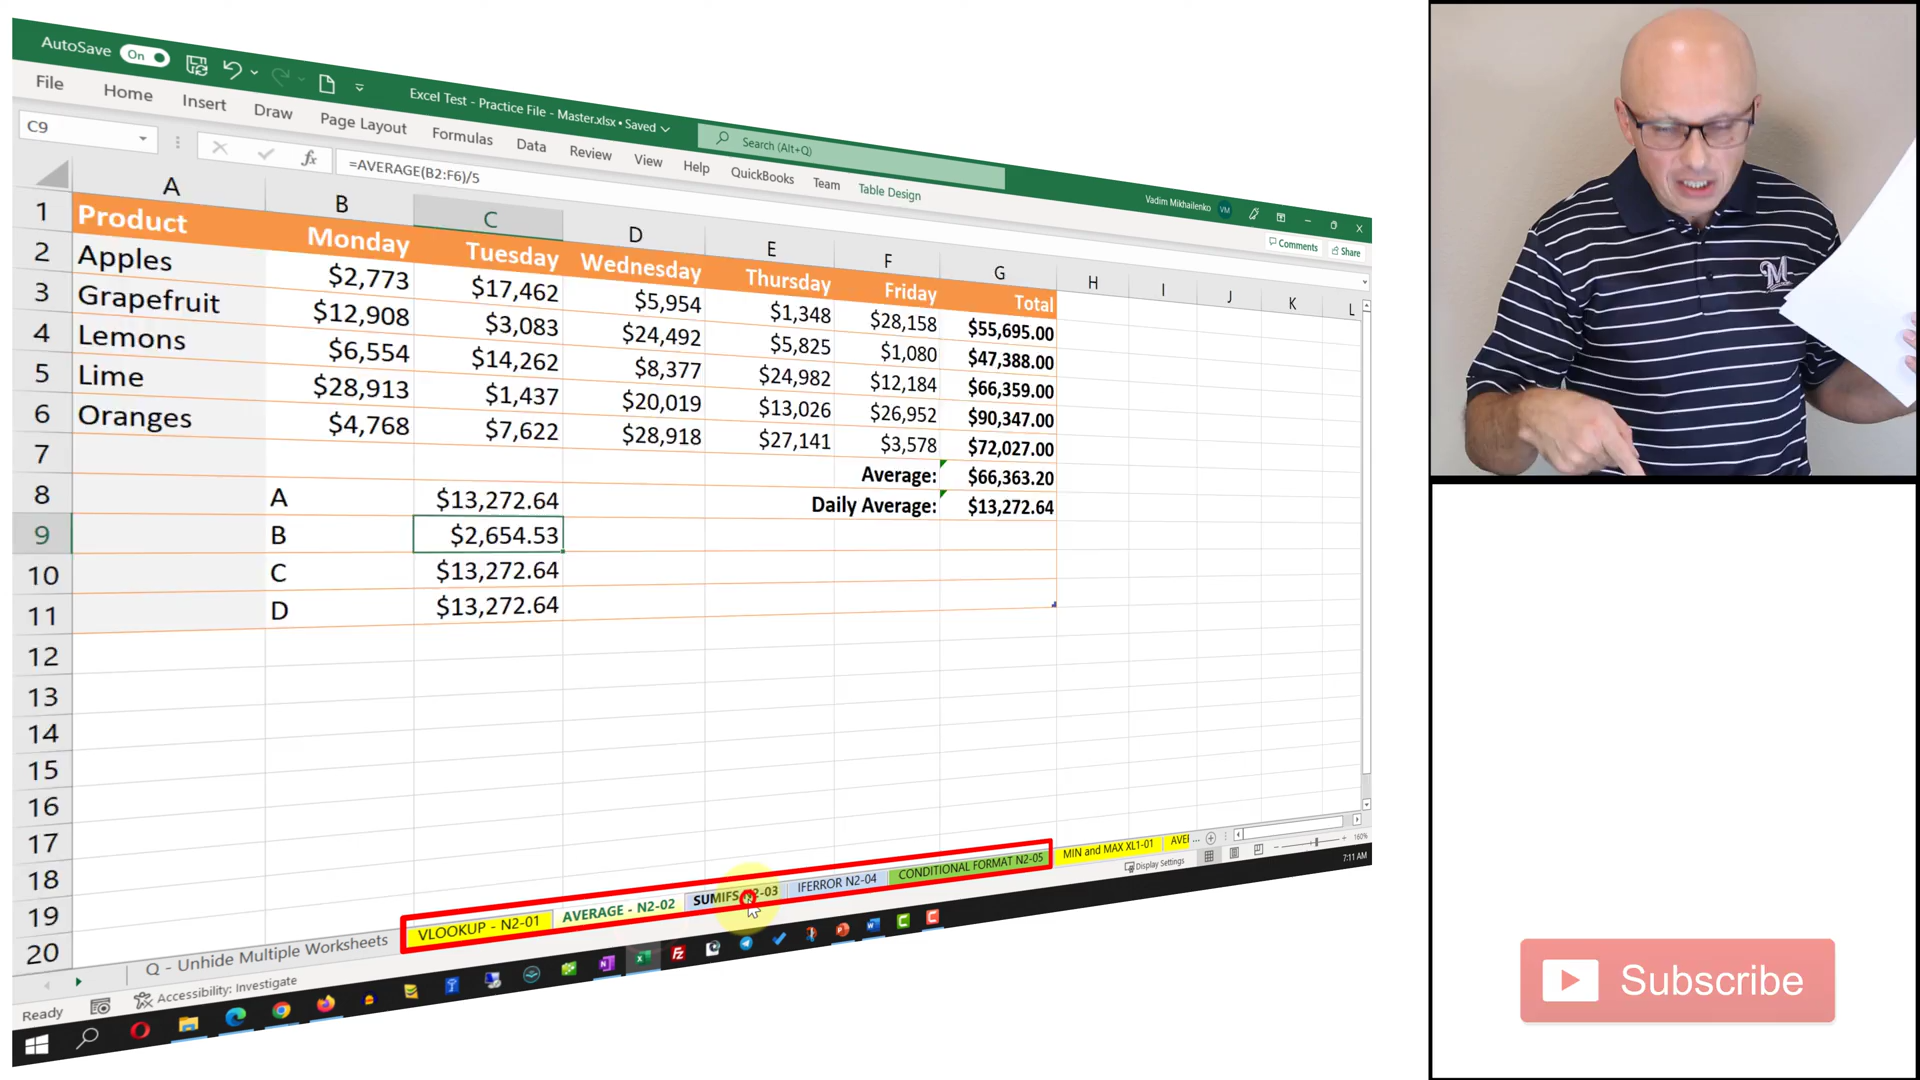 AutoSave On Excel Test - Practice File - Master.xlsx • Saved Search (Alt+Q) Vadim Mikhailenko VM
File Home Insert Draw Page Layout Formulas Data Review View Help QuickBooks Team Table Design Comments Share
C9 fx =AVERAGE(B2:F6)/5
A B C D E F G H I J K L
1 Product Monday Tuesday Wednesday Thursday Friday Total
2 Apples $2,773 $17,462 $5,954 $1,348 $28,158 $55,695.00
3 Grapefruit $12,908 $3,083 $24,492 $5,825 $1,080 $47,388.00
4 Lemons $6,554 $14,262 $8,377 $24,982 $12,184 $66,359.00
5 Lime $28,913 $1,437 $20,019 $13,026 $26,952 $90,347.00
6 Oranges $4,768 $7,622 $28,918 $27,141 $3,578 $72,027.00
7 Average: $66,363.20
8 A $13,272.64 Daily Average: $13,272.64
9 B $2,654.53
10 C $13,272.64
11 D $13,272.64
12
13
14
15
16
17
18
19
20
Q - Unhide Multiple Worksheets VLOOKUP - N2-01 AVERAGE - N2-02 SUMIFS N2-03 IFERROR N2-04 CONDITIONAL FORMAT N2-05 MIN and MAX XL1-01 AVE ...
Ready Accessibility: Investigate Display Settings 160%
7:11 AM
M
Subscribe